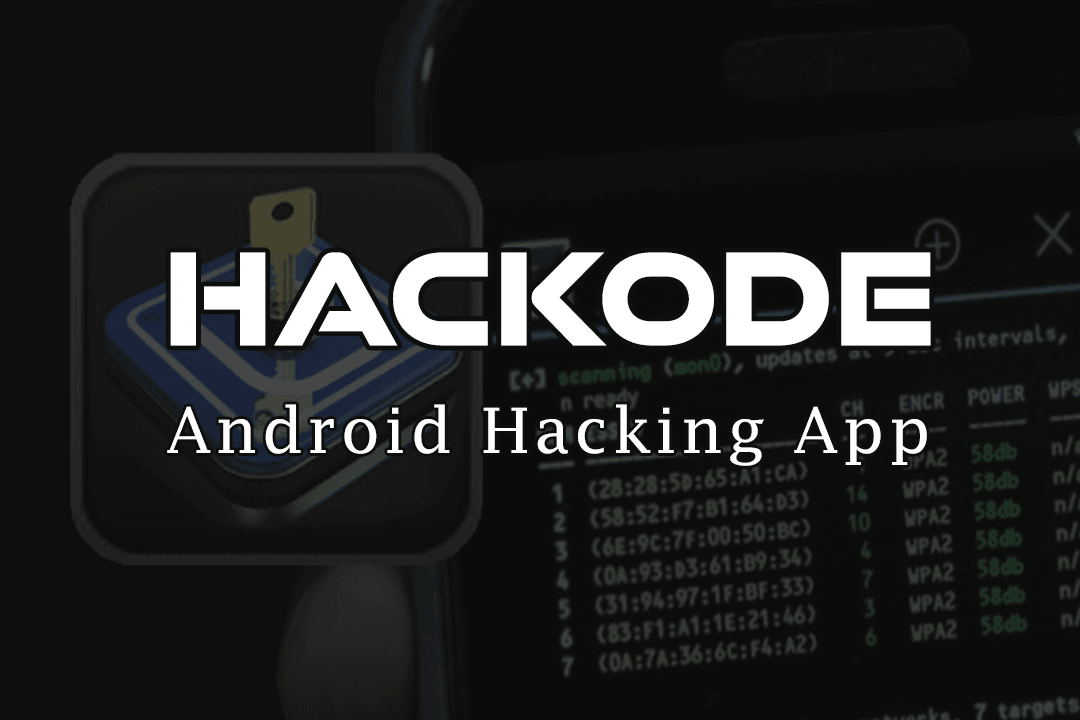 HACKODE
Android Hacking App
[+] scanning (mon0), updates at sec intervals,
n ready
CH ENCR POWER WPS
1 (28:28:5D:65:A1:CA) WPA2 58db n/a
2 (58:52:F7:B1:64:D3) 14 WPA2 58db n/a
3 (6E:9C:7F:00:50:BC) 10 WPA2 58db
4 (0A:93:D3:61:B9:34) 4 WPA2 58db
5 (31:94:97:1F:BF:33) 7 WPA2 58db
6 (83:F1:A1:1E:21:46) 3 WPA2 58db
7 (0A:7A:36:6C:F4:A2) 6 WPA2 58db
7 targets